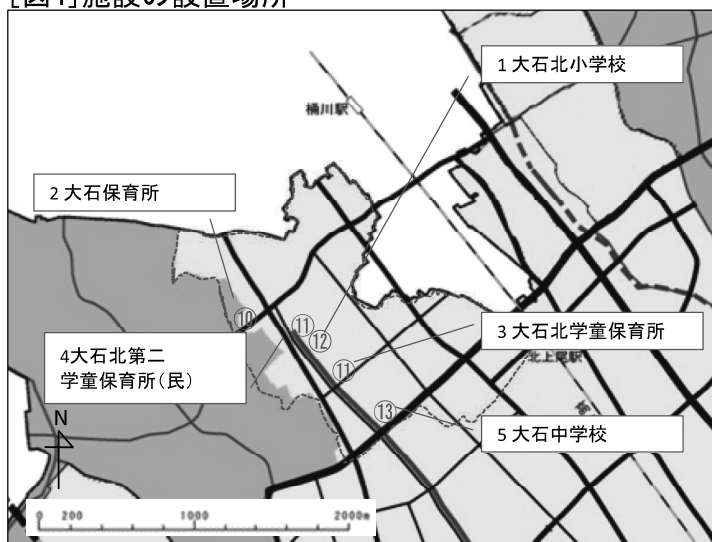 [図1]施設の設置場所
1 大石北小学校
桶川駅
2 大石保育所
⑩
⑪
⑫
3 大石北学童保育所
4大石北第二
学童保育所(民)
⑪
北上尾駅
⑬
5 大石中学校
N
0 200 1000 2000m